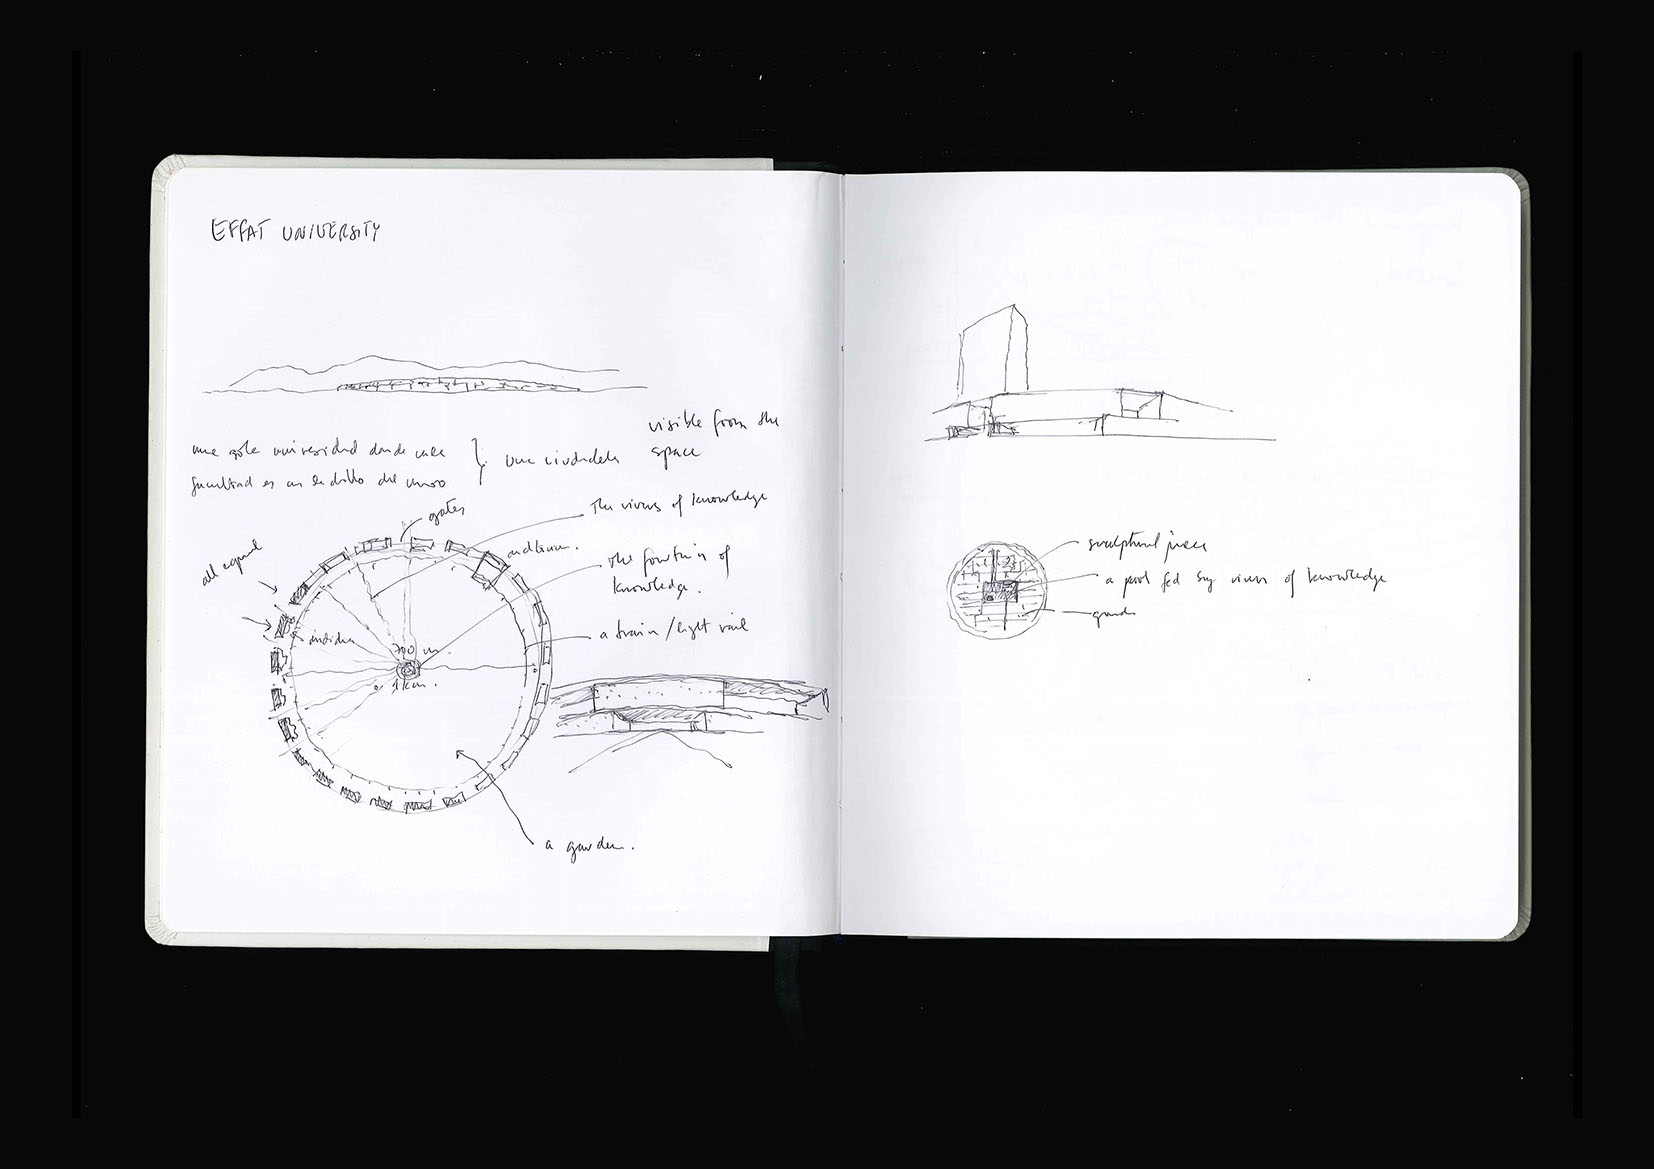 EFFAT UNIVERSITY
visible from the
space
una sola universidad donde cada
facultad es un ladrillo del muro
una ciudadela
gates
the rivers of knowledge
all equal
auditorium.
the fountain of
knowledge.
a train/light rail
700 m.
o 1 km.
a garden.
sculptural piece
a pool fed by rivers of knowledge
garden